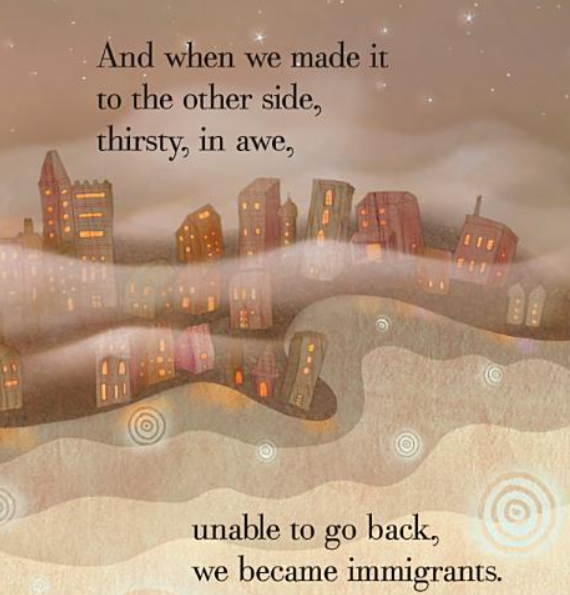 And when we made it
to the other side,
thirsty, in awe,
unable to go back,
we became immigrants.